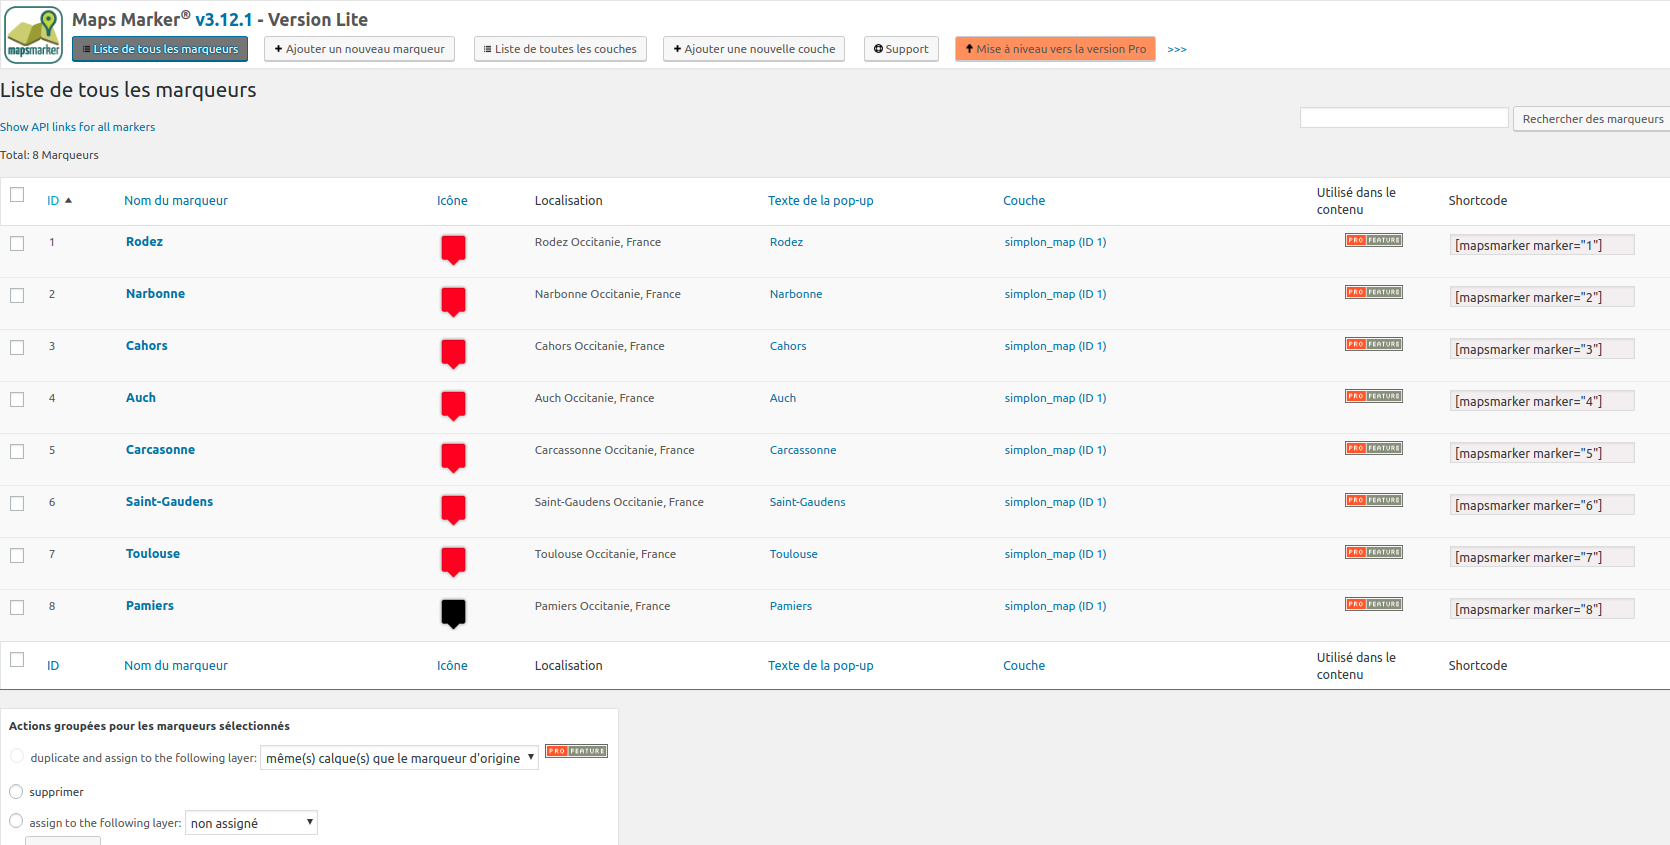 mapsmarker
Maps Marker® v3.12.1 - Version Lite
Liste de tous les marqueurs
Ajouter un nouveau marqueur
Liste de toutes les couches
Ajouter une nouvelle couche
Support
Mise à niveau vers la version Pro
>>>
Liste de tous les marqueurs
Show API links for all markers
Rechercher des marqueurs
Total: 8 Marqueurs
ID Nom du marqueur Icône Localisation Texte de la pop-up Couche Utilisé dans le contenu Shortcode
1 Rodez Rodez Occitanie, France Rodez simplon_map (ID 1) PRO FEATURE [mapsmarker marker="1"]
2 Narbonne Narbonne Occitanie, France Narbonne simplon_map (ID 1) PRO FEATURE [mapsmarker marker="2"]
3 Cahors Cahors Occitanie, France Cahors simplon_map (ID 1) PRO FEATURE [mapsmarker marker="3"]
4 Auch Auch Occitanie, France Auch simplon_map (ID 1) PRO FEATURE [mapsmarker marker="4"]
5 Carcasonne Carcassonne Occitanie, France Carcassonne simplon_map (ID 1) PRO FEATURE [mapsmarker marker="5"]
6 Saint-Gaudens Saint-Gaudens Occitanie, France Saint-Gaudens simplon_map (ID 1) PRO FEATURE [mapsmarker marker="6"]
7 Toulouse Toulouse Occitanie, France Toulouse simplon_map (ID 1) PRO FEATURE [mapsmarker marker="7"]
8 Pamiers Pamiers Occitanie, France Pamiers simplon_map (ID 1) PRO FEATURE [mapsmarker marker="8"]
ID Nom du marqueur Icône Localisation Texte de la pop-up Couche Utilisé dans le contenu Shortcode
Actions groupées pour les marqueurs sélectionnés
duplicate and assign to the following layer: même(s) calque(s) que le marqueur d'origine PRO FEATURE
supprimer
assign to the following layer: non assigné